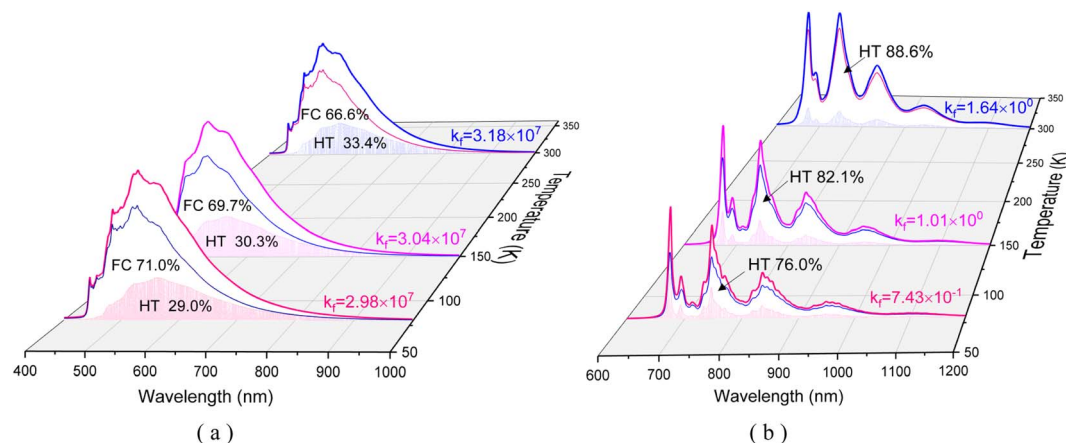 FC 66.6%
HT 33.4%
k_f=3.18×10^7
FC 69.7%
HT 30.3%
k_f=3.04×10^7
FC 71.0%
HT 29.0%
k_f=2.98×10^7
350
300
250
200
150
100
50
Temperature (K)
400 500 600 700 800 900 1000
Wavelength (nm)
( a )
HT 88.6%
k_f=1.64×10^0
HT 82.1%
k_f=1.01×10^0
HT 76.0%
k_f=7.43×10^-1
350
300
250
200
150
100
50
Temperature (K)
600 700 800 900 1000 1100 1200
Wavelength (nm)
( b )